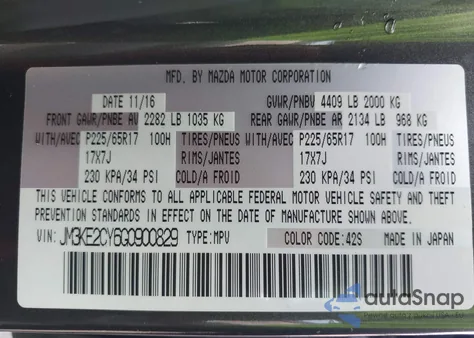 MFD. BY MAZDA MOTOR CORPORATION
DATE 11/16 GVWR/PNBV 4409 LB 2000 KG
FRONT GAWR/PNBE AV 2282 LB 1035 KG REAR GAWR/PNBE AR 2134 LB 968 KG
WITH/AVEC P225/65R17 100H TIRES/PNEUS WITH/AVEC P225/65R17 100H TIRES/PNEUS
17X7J RIMS/JANTES 17X7J RIMS/JANTES
230 KPA/34 PSI COLD/A FROID 230 KPA/34 PSI COLD/A FROID
THIS VEHICLE CONFORMS TO ALL APPLICABLE FEDERAL MOTOR VEHICLE SAFETY AND THEFT
PREVENTION STANDARDS IN EFFECT ON THE DATE OF MANUFACTURE SHOWN ABOVE.
VIN: JM3KE2CY6G0900829 TYPE: MPV COLOR CODE: 42S MADE IN JAPAN
autoSnap